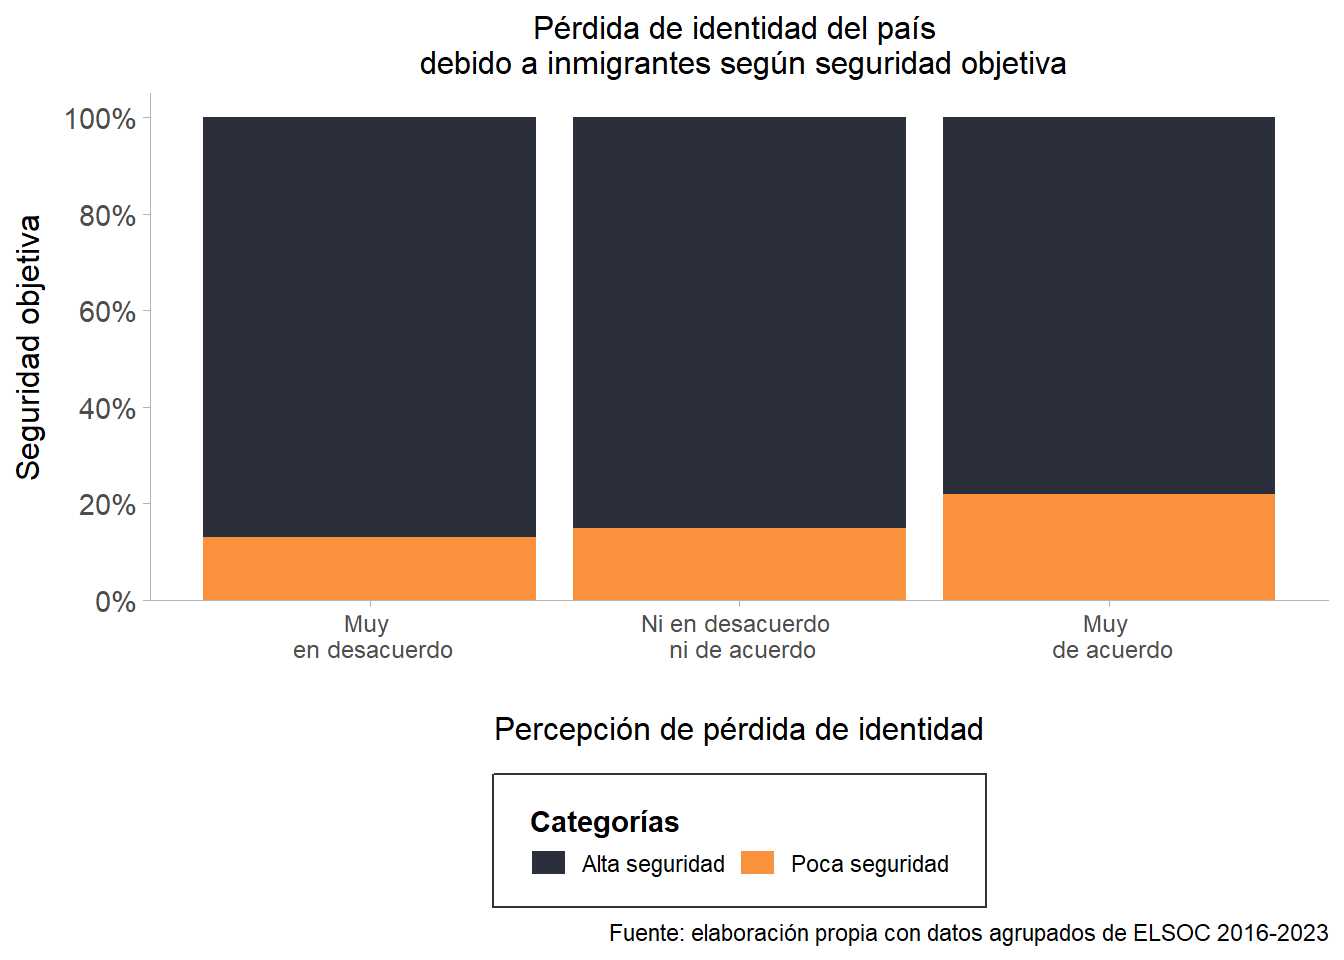 Pérdida de identidad del país
debido a inmigrantes según seguridad objetiva
Seguridad objetiva
100%
80%
60%
40%
20%
0%
Muy
en desacuerdo
Ni en desacuerdo
ni de acuerdo
Muy
de acuerdo
Percepción de pérdida de identidad
Categorías
Alta seguridad
Poca seguridad
Fuente: elaboración propia con datos agrupados de ELSOC 2016-2023